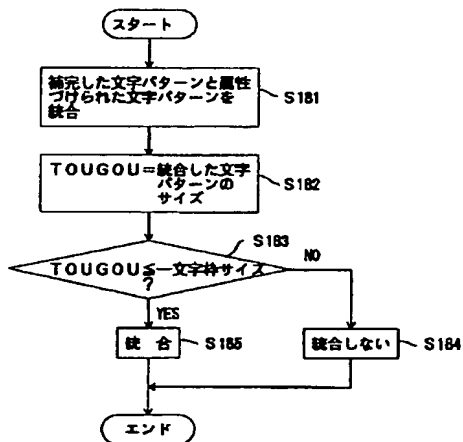 スタート
補完した文字パターンと属性
づけられた文字パターンを
統合
S181
TOUGOU=統合した文字
パターンの
サイズ
S182
S183
TOUGOU≦一文字枠サイズ
?
NO
YES
統 合
S185
統合しない
S184
エンド